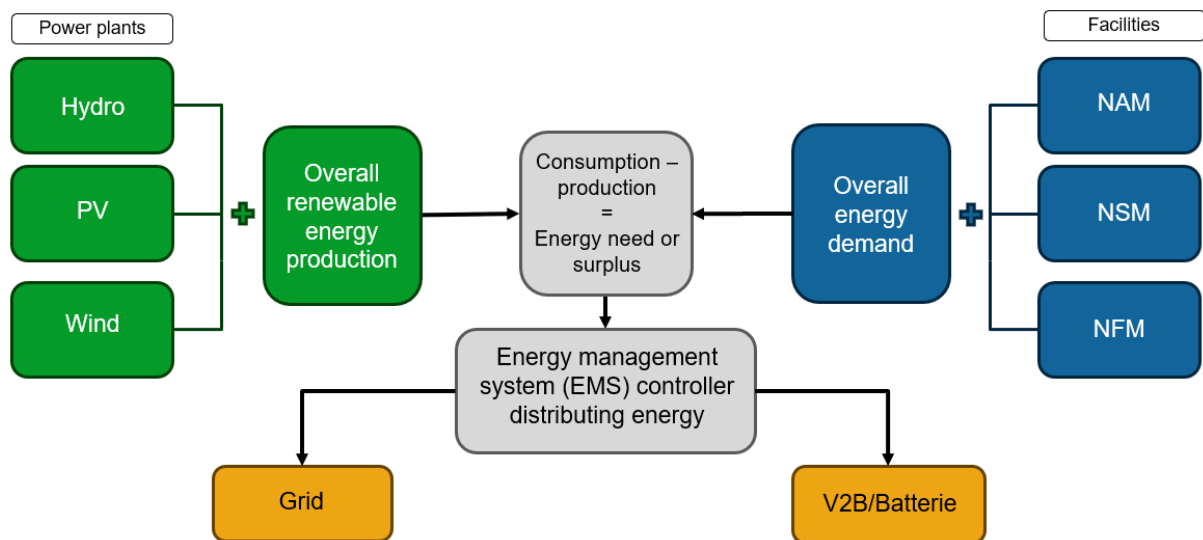 Power plants
Facilities
Hydro
PV
Wind
Overall
renewable
energy
production
Consumption –
production
=
Energy need or
surplus
Overall
energy
demand
NAM
NSM
NFM
Energy management
system (EMS) controller
distributing energy
Grid
V2B/Batterie